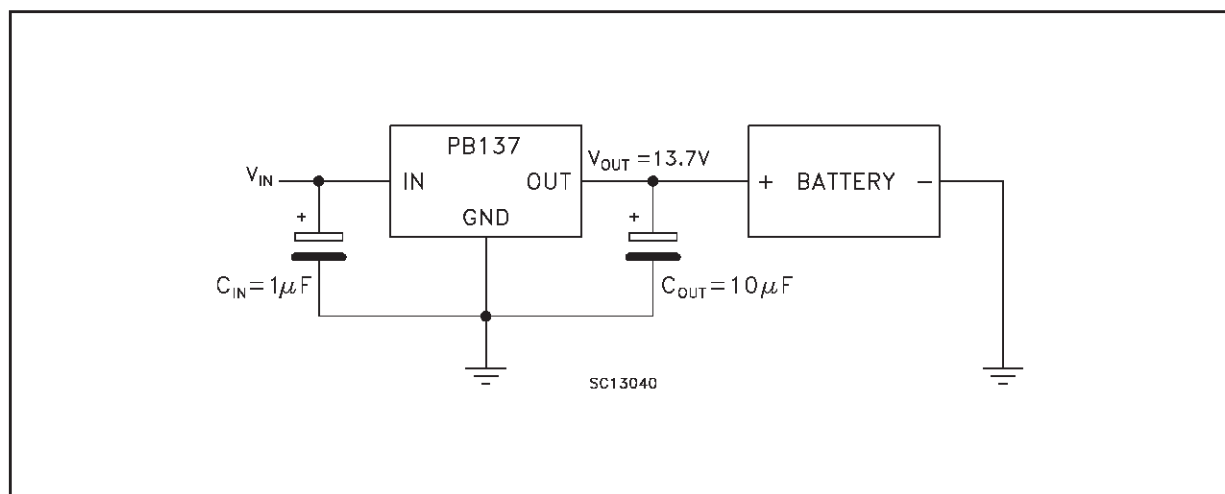 PB137
V_IN
IN
OUT
GND
V_OUT = 13.7V
+ BATTERY -
+
+
C_IN = 1µF
C_OUT = 10µF
SC13040